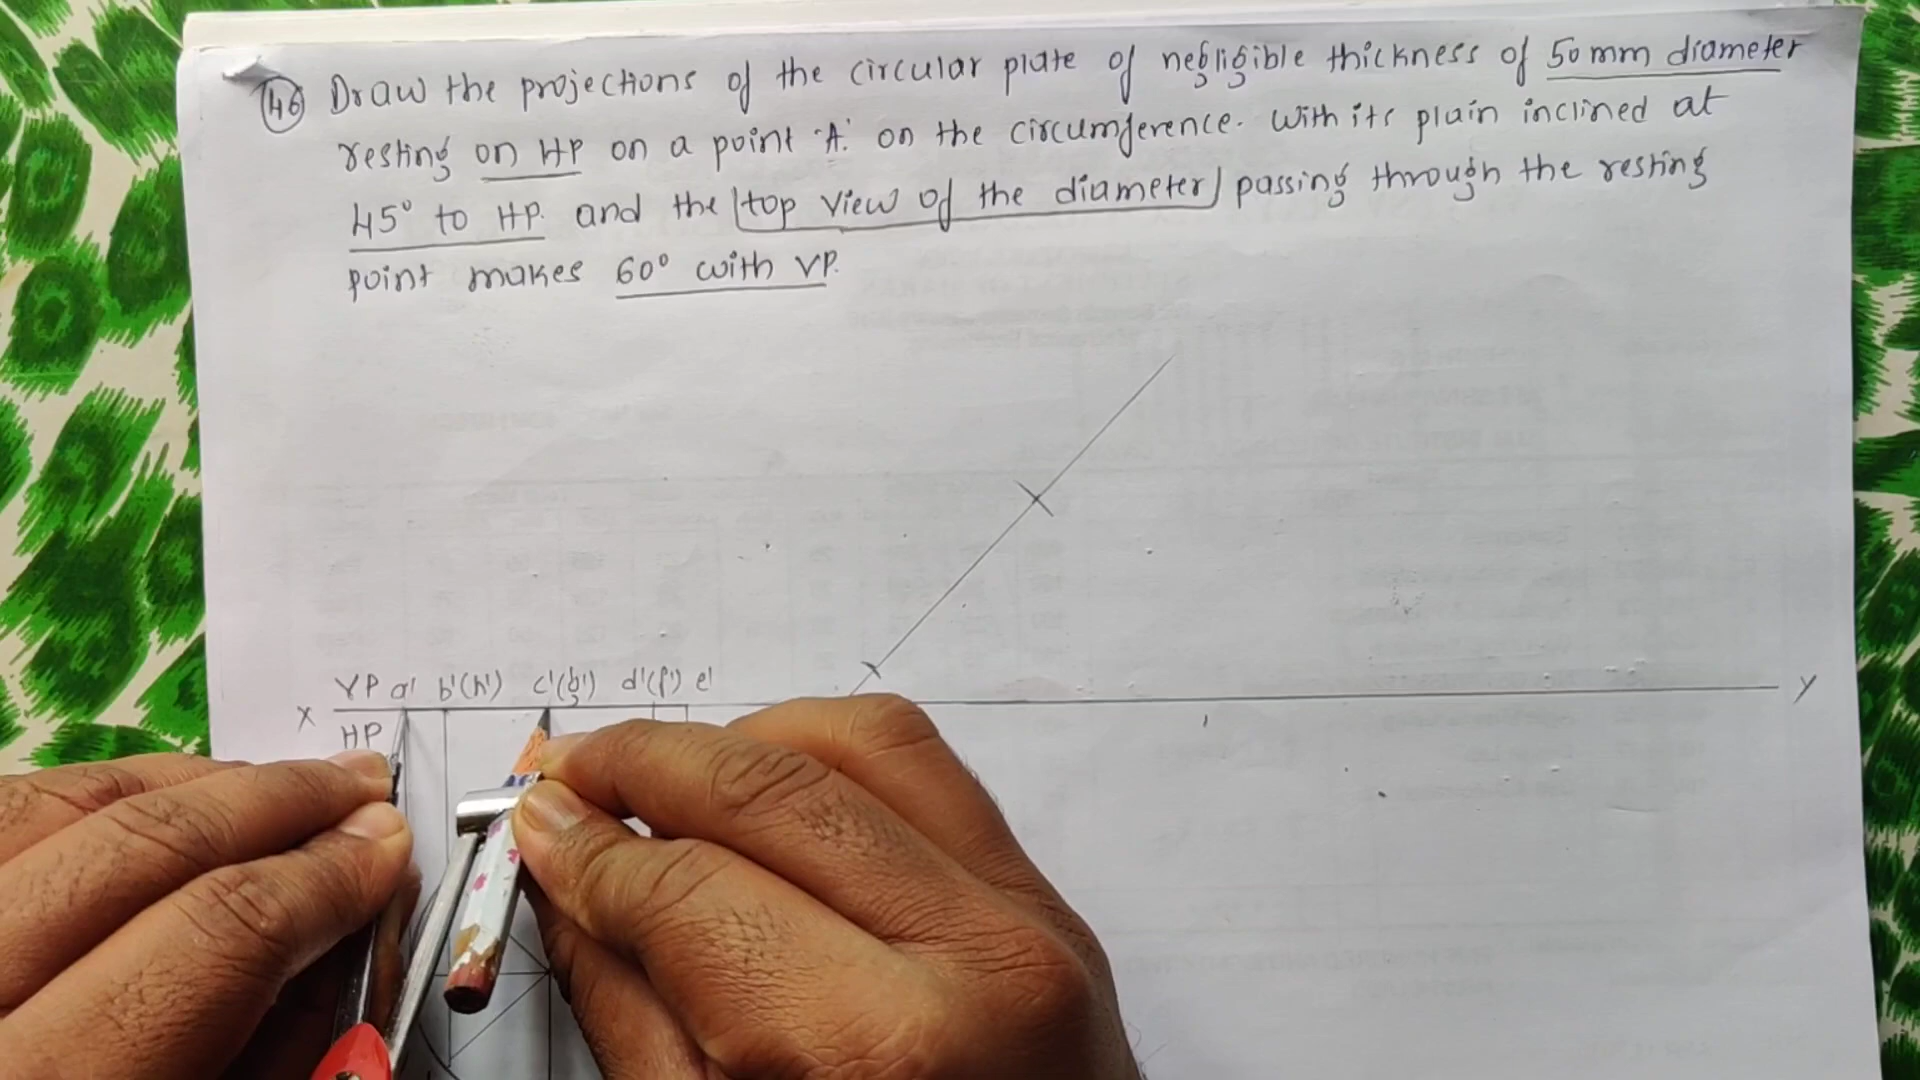 46 Draw the projections of the circular plate of negligible thickness of 50 mm diameter
resting on HP on a point 'A' on the circumference. with its plain inclined at
45° to HP. and the top view of the diameter passing through the resting
point makes 60° with VP.
VP a' b'(h') c'(g') d'(f') e'
X Y
HP